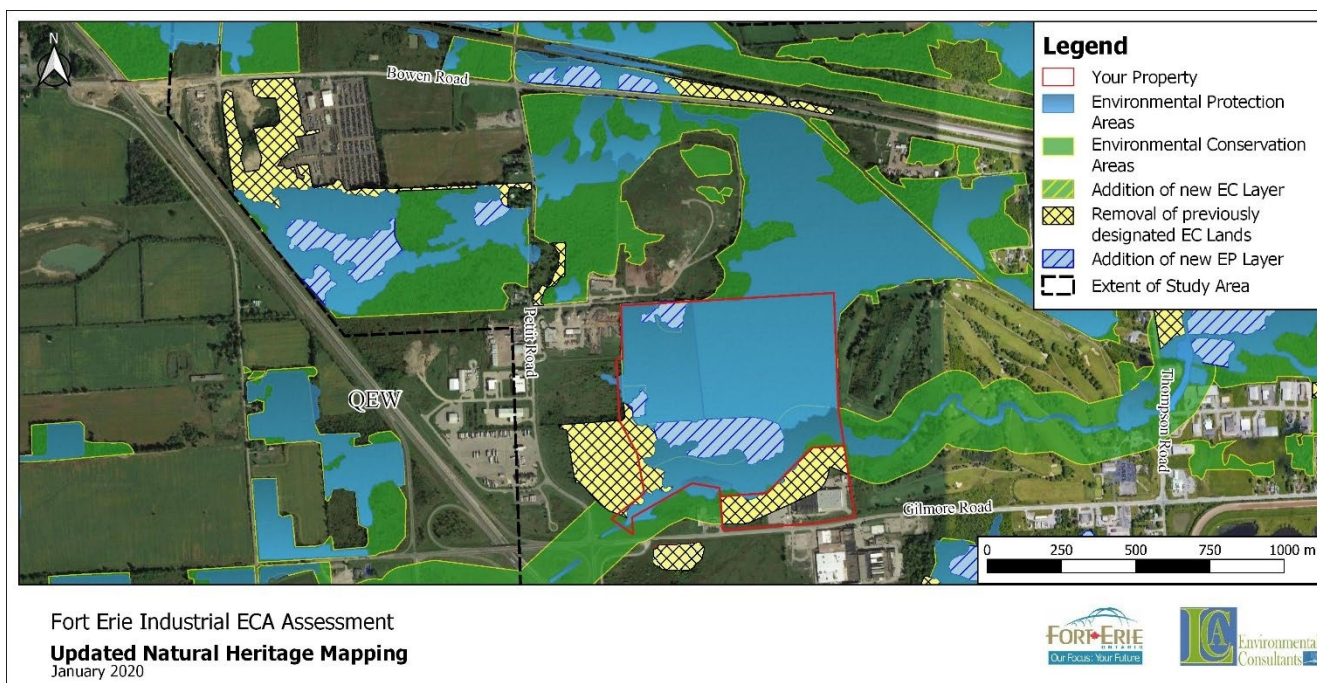 N
Bowen Road
Pettit Road
QEW
Thompson Road
Gilmore Road
Legend
Your Property
Environmental Protection
Areas
Environmental Conservation
Areas
Addition of new EC Layer
Removal of previously
designated EC Lands
Addition of new EP Layer
Extent of Study Area
0 250 500 750 1000 m
Fort Erie Industrial ECA Assessment
Updated Natural Heritage Mapping
January 2020
FORT ERIE
ONTARIO
Our Focus: Your Future
LCA
Environmental
Consultants